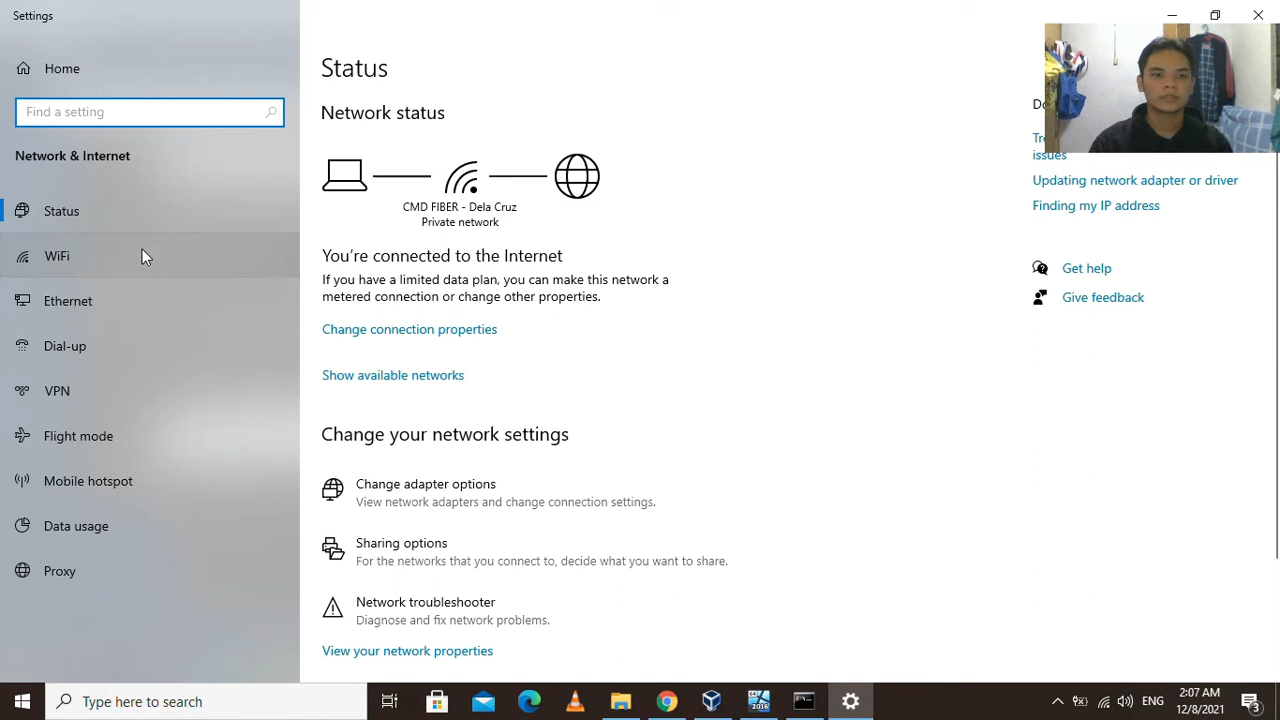 Settings
Home
Find a setting
Network & Internet
Status
WiFi
Ethernet
Dial-up
VPN
Flight mode
Mobile hotspot
Data usage
Proxy
Status
Network status
CMD FIBER - Dela Cruz
Private network
You're connected to the Internet
If you have a limited data plan, you can make this network a
metered connection or change other properties.
Change connection properties
Show available networks
Change your network settings
Change adapter options
View network adapters and change connection settings.
Sharing options
For the networks that you connect to, decide what you want to share.
Network troubleshooter
Diagnose and fix network problems.
View your network properties
issues
Updating network adapter or driver
Finding my IP address
Get help
Give feedback
Type here to search
2016
ENG
2:07 AM
12/8/2021
3